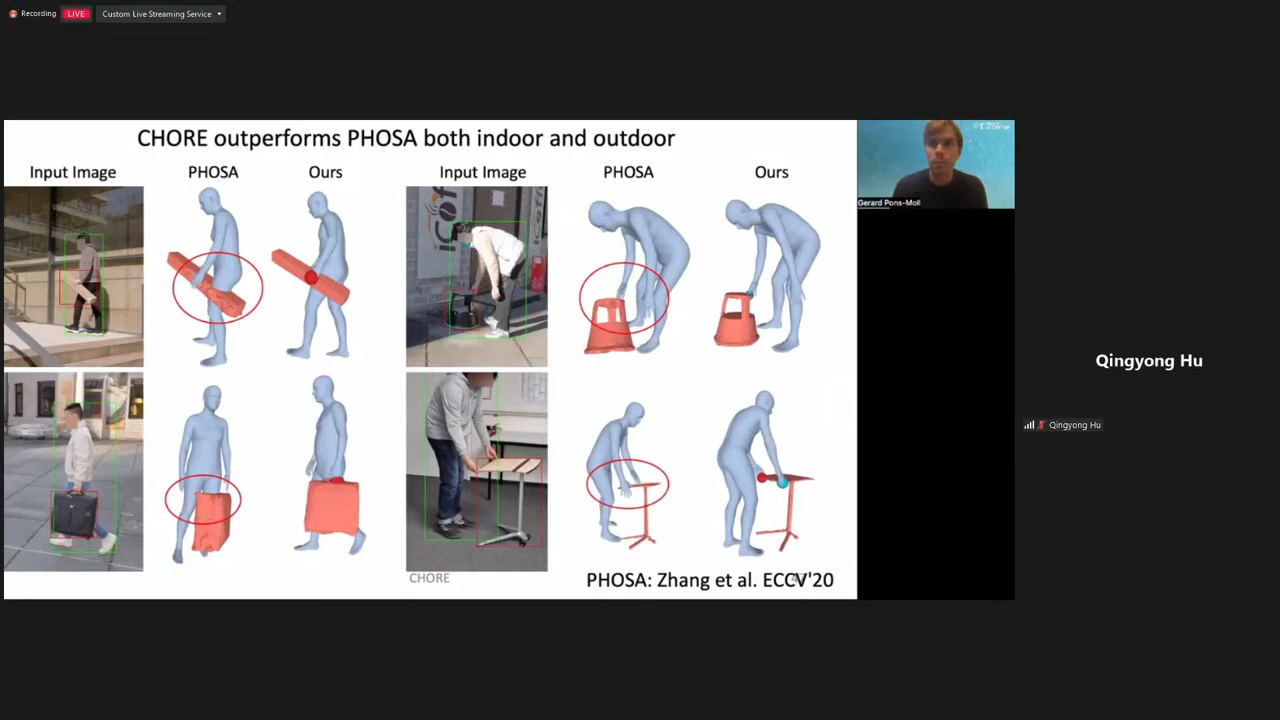 Recording
LIVE
Custom Live Streaming Service
CHORE outperforms PHOSA both indoor and outdoor
Input Image
PHOSA
Ours
Input Image
PHOSA
Ours
CHORE
PHOSA: Zhang et al. ECCV'20
Gerard Pons-Moll
Qingyong Hu
Qingyong Hu